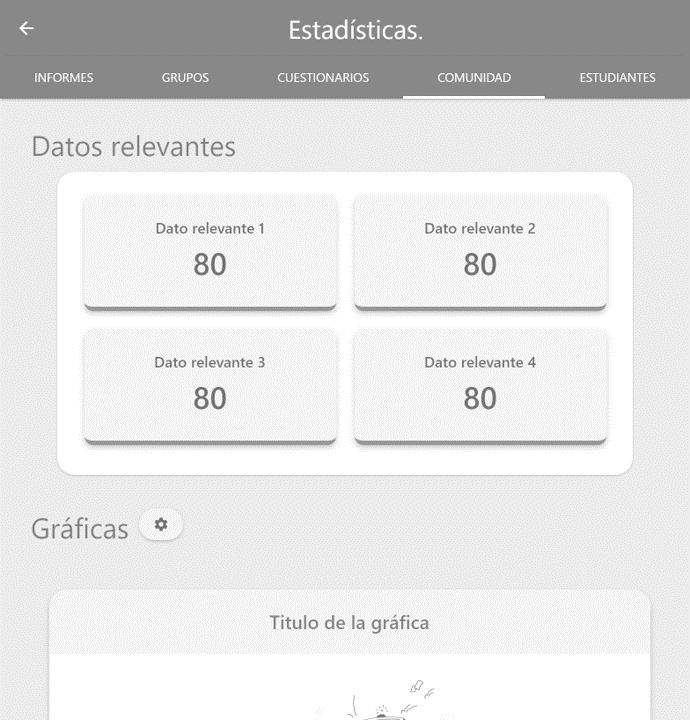 Estadísticas.
INFORMES GRUPOS CUESTIONARIOS COMUNIDAD ESTUDIANTES
Datos relevantes
Dato relevante 1 Dato relevante 2
80 80
Dato relevante 3 Dato relevante 4
80 80
Gráficas
Titulo de la gráfica